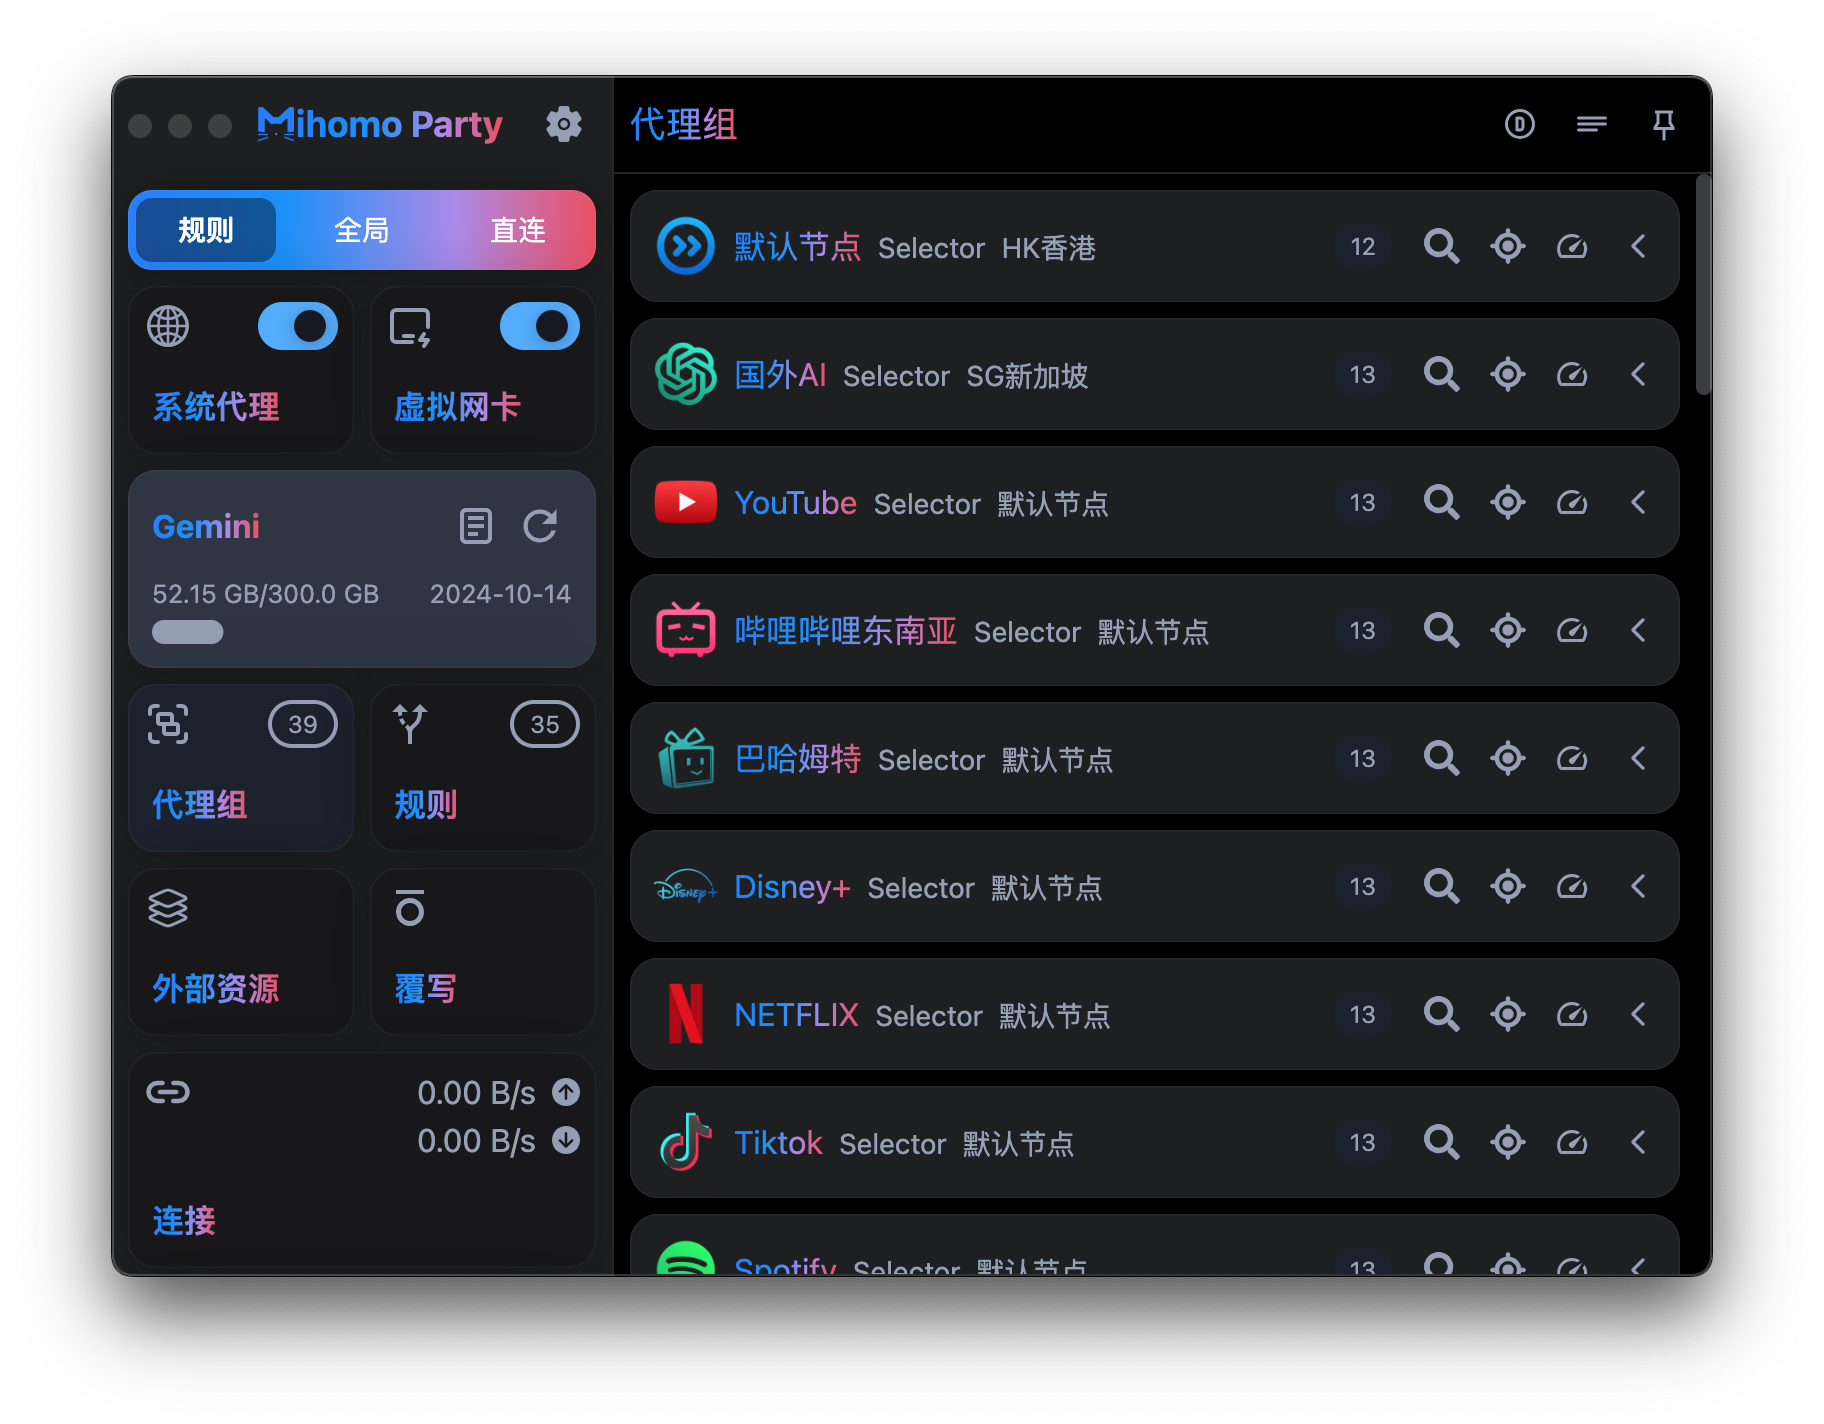 Mihomo Party
规则 全局 直连
系统代理 虚拟网卡
Gemini
52.15 GB/300.0 GB 2024-10-14
39 35
代理组 规则
外部资源 覆写
0.00 B/s
0.00 B/s
连接
代理组
默认节点 Selector HK香港 12
国外AI Selector SG新加坡 13
YouTube Selector 默认节点 13
哔哩哔哩东南亚 Selector 默认节点 13
巴哈姆特 Selector 默认节点 13
DISNEY+ Disney+ Selector 默认节点 13
NETFLIX Selector 默认节点 13
Tiktok Selector 默认节点 13
Spotify Selector 默认节点 13